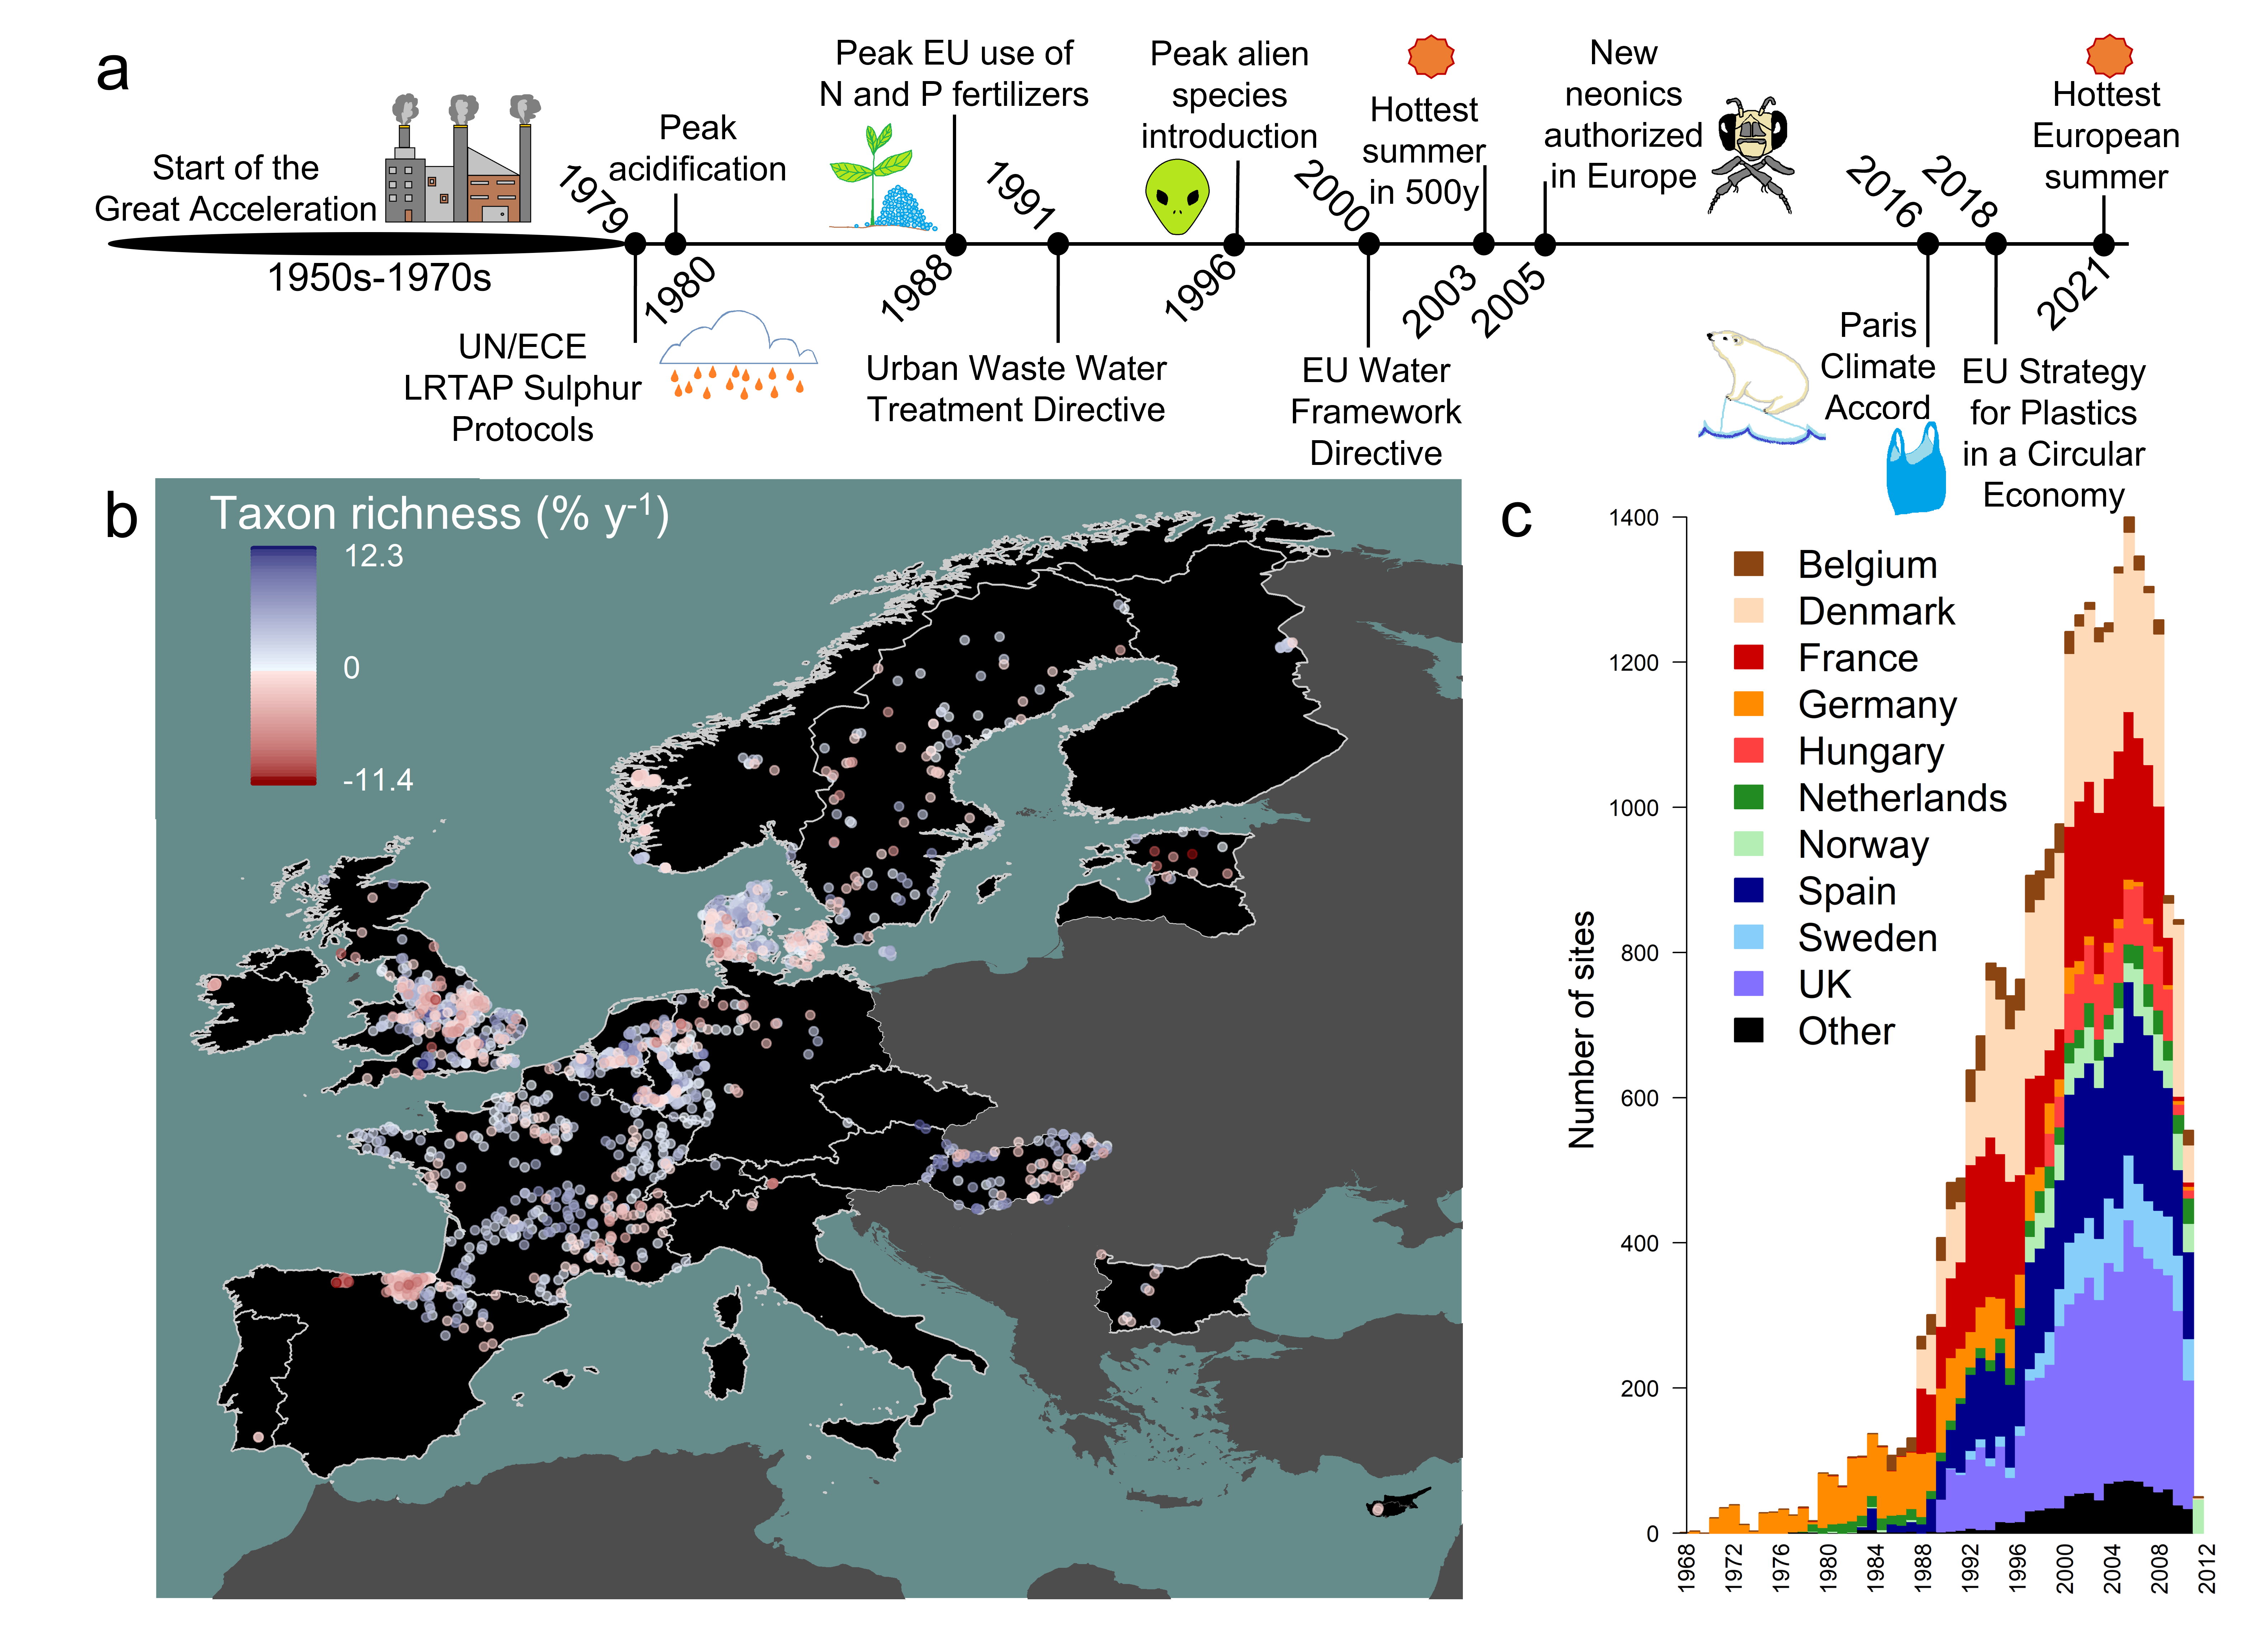 a
Start of the
Great Acceleration
1950s-1970s
1979
UN/ECE
LRTAP Sulphur
Protocols
Peak
acidification
1980
Peak EU use of
N and P fertilizers
1988
1991
Urban Waste Water
Treatment Directive
Peak alien
species
introduction
1996
2000
EU Water
Framework
Directive
Hottest
summer
in 500y
2003
New
neonics
authorized
in Europe
2005
2016
Paris
Climate
Accord
2018
EU Strategy
for Plastics
in a Circular
Economy
Hottest
European
summer
2021
b
Taxon richness (% y-1)
12.3
0
-11.4
c
Number of sites
1400
1200
1000
800
600
400
200
0
Belgium
Denmark
France
Germany
Hungary
Netherlands
Norway
Spain
Sweden
UK
Other
1968
1972
1976
1980
1984
1988
1992
1996
2000
2004
2008
2012